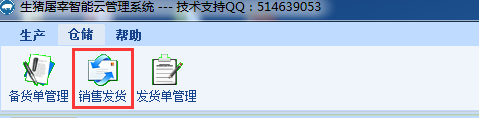 生猪屠宰智能云管理系统 --- 技术支持QQ：514639053
生产 仓储 帮助
备货单管理 销售发货 发货单管理